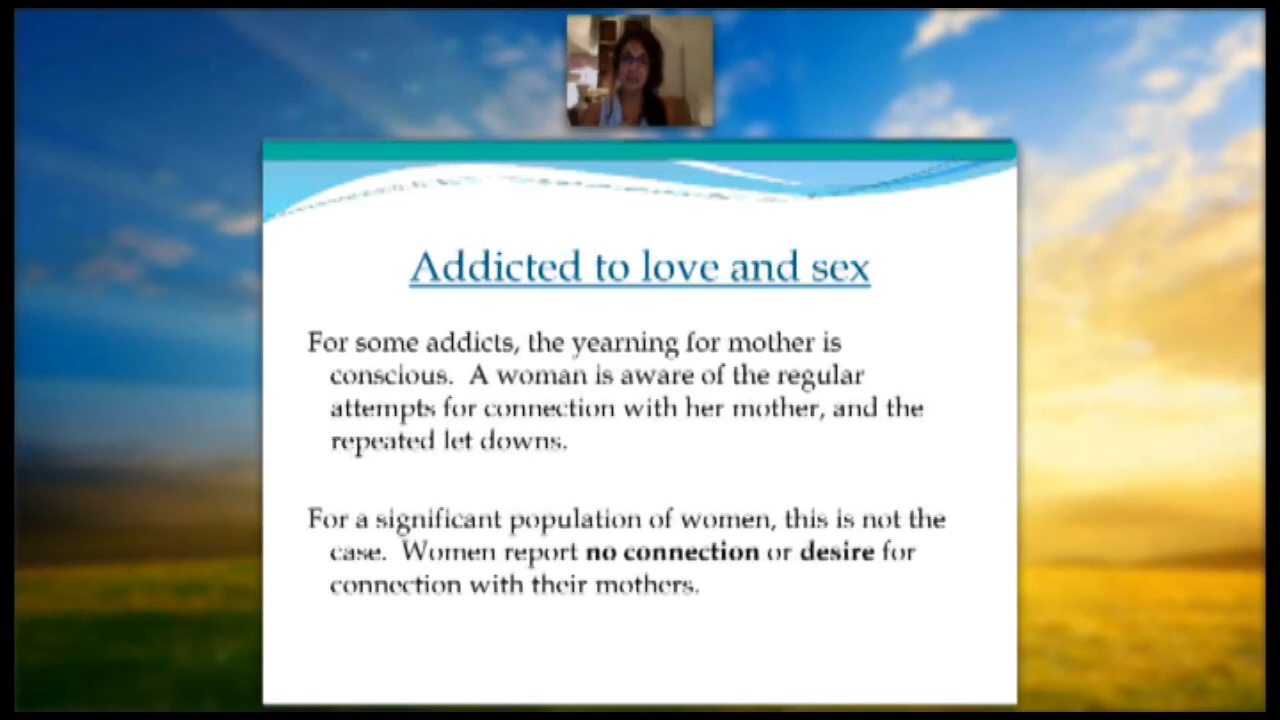 Addicted to love and sex
For some addicts, the yearning for mother is
conscious. A woman is aware of the regular
attempts for connection with her mother, and the
repeated let downs.
For a significant population of women, this is not the
case. Women report no connection or desire for
connection with their mothers.